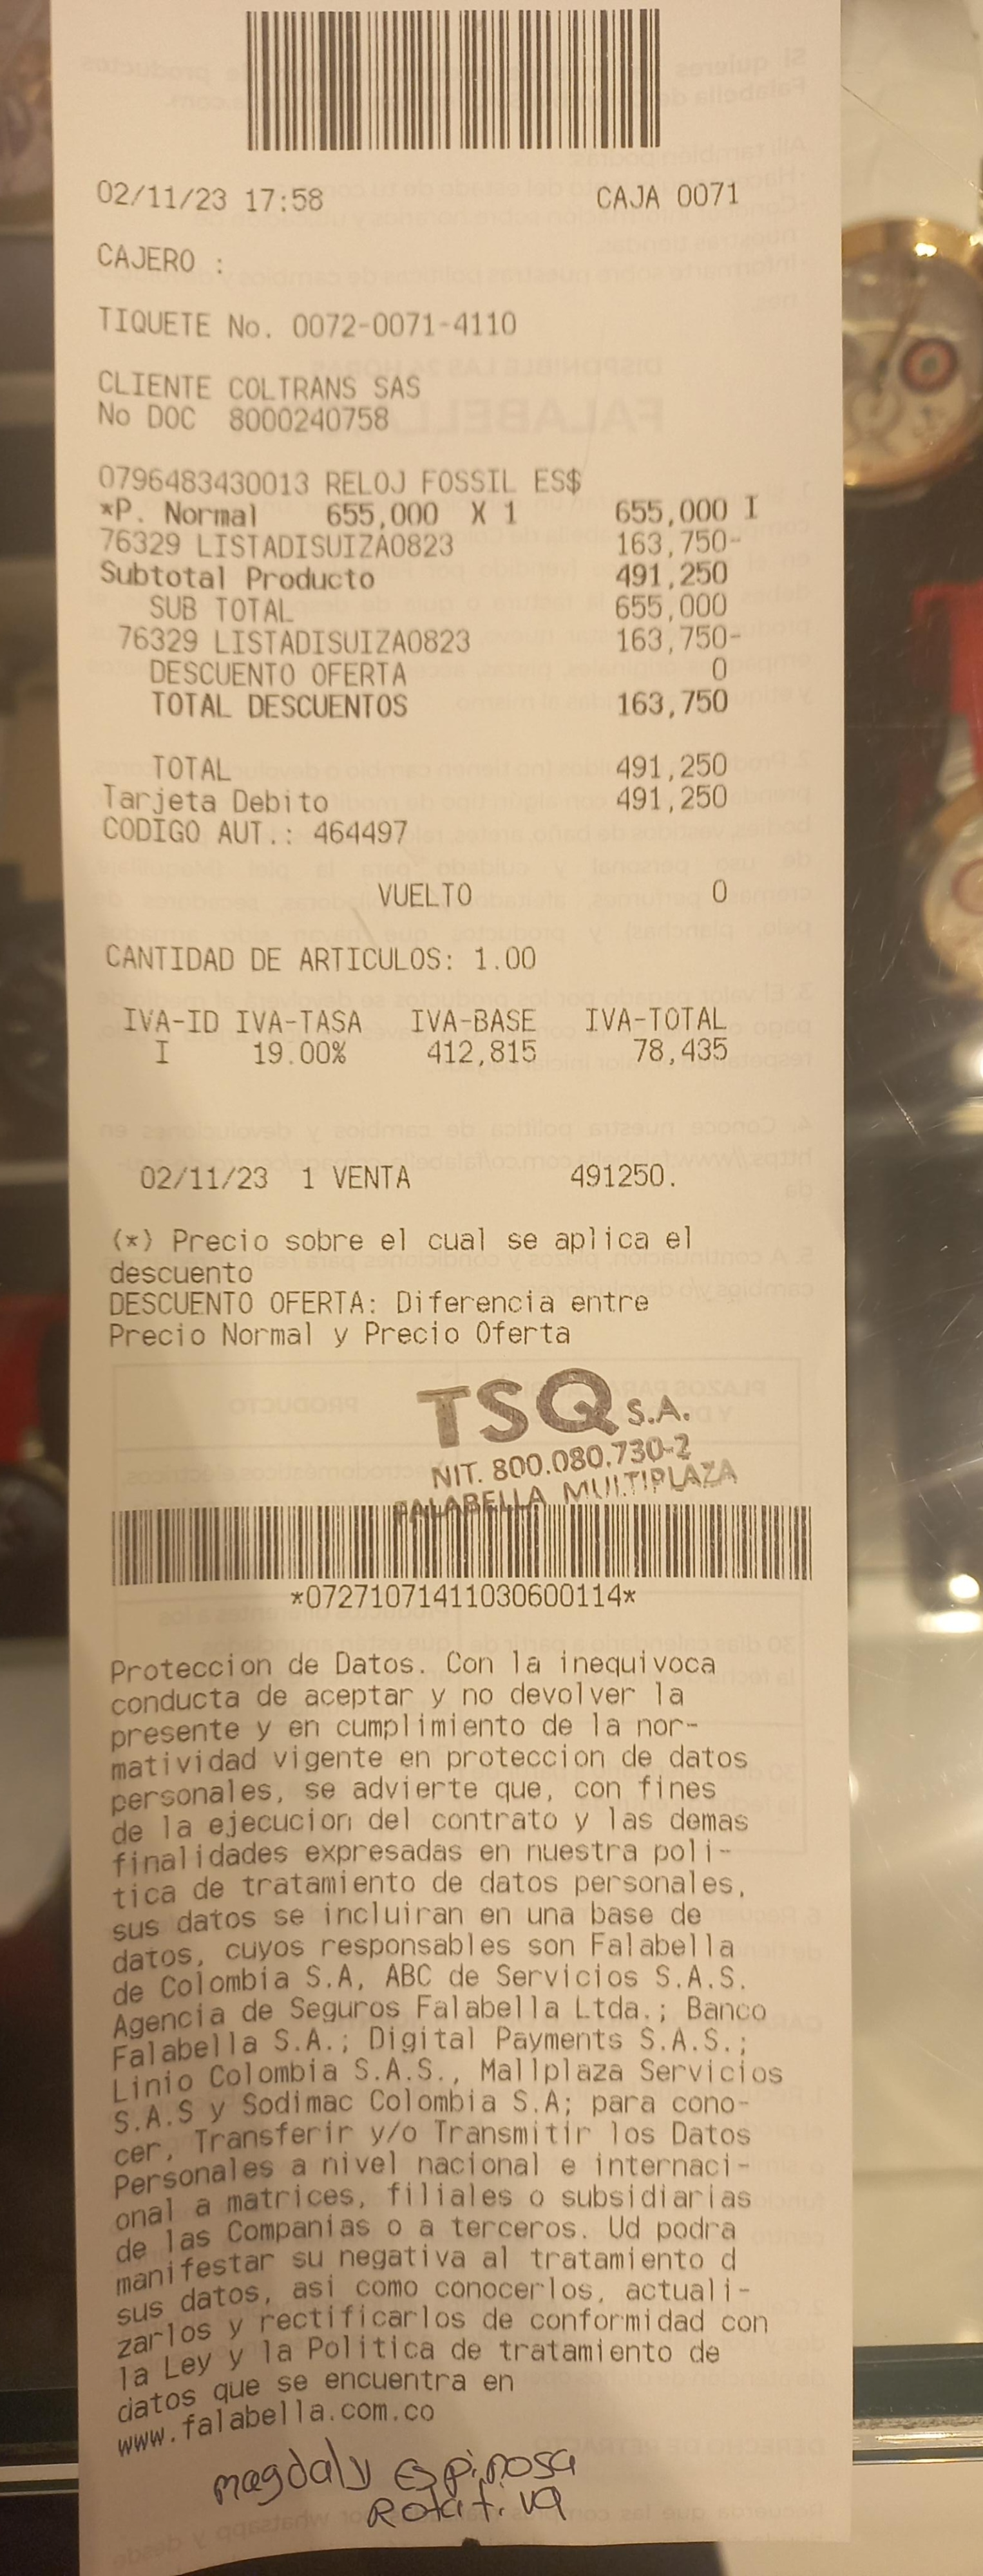 02/11/23 17:58 CAJA 0071
CAJERO :
TIQUETE No. 0072-0071-4110
CLIENTE COLTRANS SAS
No DOC 8000240758
0796483430013 RELOJ FOSSIL ES$
*P. Normal 655,000 X 1 655,000 I
76329 LISTADISUIZA0823 163,750-
Subtotal Producto 491,250
SUB TOTAL 655,000
76329 LISTADISUIZA0823 163,750-
DESCUENTO OFERTA 0
TOTAL DESCUENTOS 163,750
TOTAL 491,250
Tarjeta Debito 491,250
CODIGO AUT.: 464497
VUELTO 0
CANTIDAD DE ARTICULOS: 1.00
IVA-ID IVA-TASA IVA-BASE IVA-TOTAL
I 19.00% 412,815 78,435
02/11/23 1 VENTA 491250.
(*) Precio sobre el cual se aplica el
descuento
DESCUENTO OFERTA: Diferencia entre
Precio Normal y Precio Oferta
TSQ S.A.
NIT. 800.080.730-2
FALABELLA MULTIPLAZA
*07271071411030600114*
Proteccion de Datos. Con la inequivoca
conducta de aceptar y no devolver la
presente y en cumplimiento de la nor-
matividad vigente en proteccion de datos
personales, se advierte que, con fines
de la ejecucion del contrato y las demas
finalidades expresadas en nuestra poli-
tica de tratamiento de datos personales,
sus datos se incluiran en una base de
datos, cuyos responsables son Falabella
de Colombia S.A, ABC de Servicios S.A.S.
Agencia de Seguros Falabella Ltda.; Banco
Falabella S.A.; Digital Payments S.A.S.;
Linio Colombia S.A.S., Mallplaza Servicios
S.A.S y Sodimac Colombia S.A; para cono-
cer, Transferir y/o Transmitir los Datos
Personales a nivel nacional e internaci-
onal a matrices, filiales o subsidiarias
de las Companias o a terceros. Ud podra
manifestar su negativa al tratamiento d
sus datos, asi como conocerlos, actuali-
zarlos y rectificarlos de conformidad con
la Ley y la Politica de tratamiento de
datos que se encuentra en
www.falabella.com.co
magdaly Espinosa
Rotativa